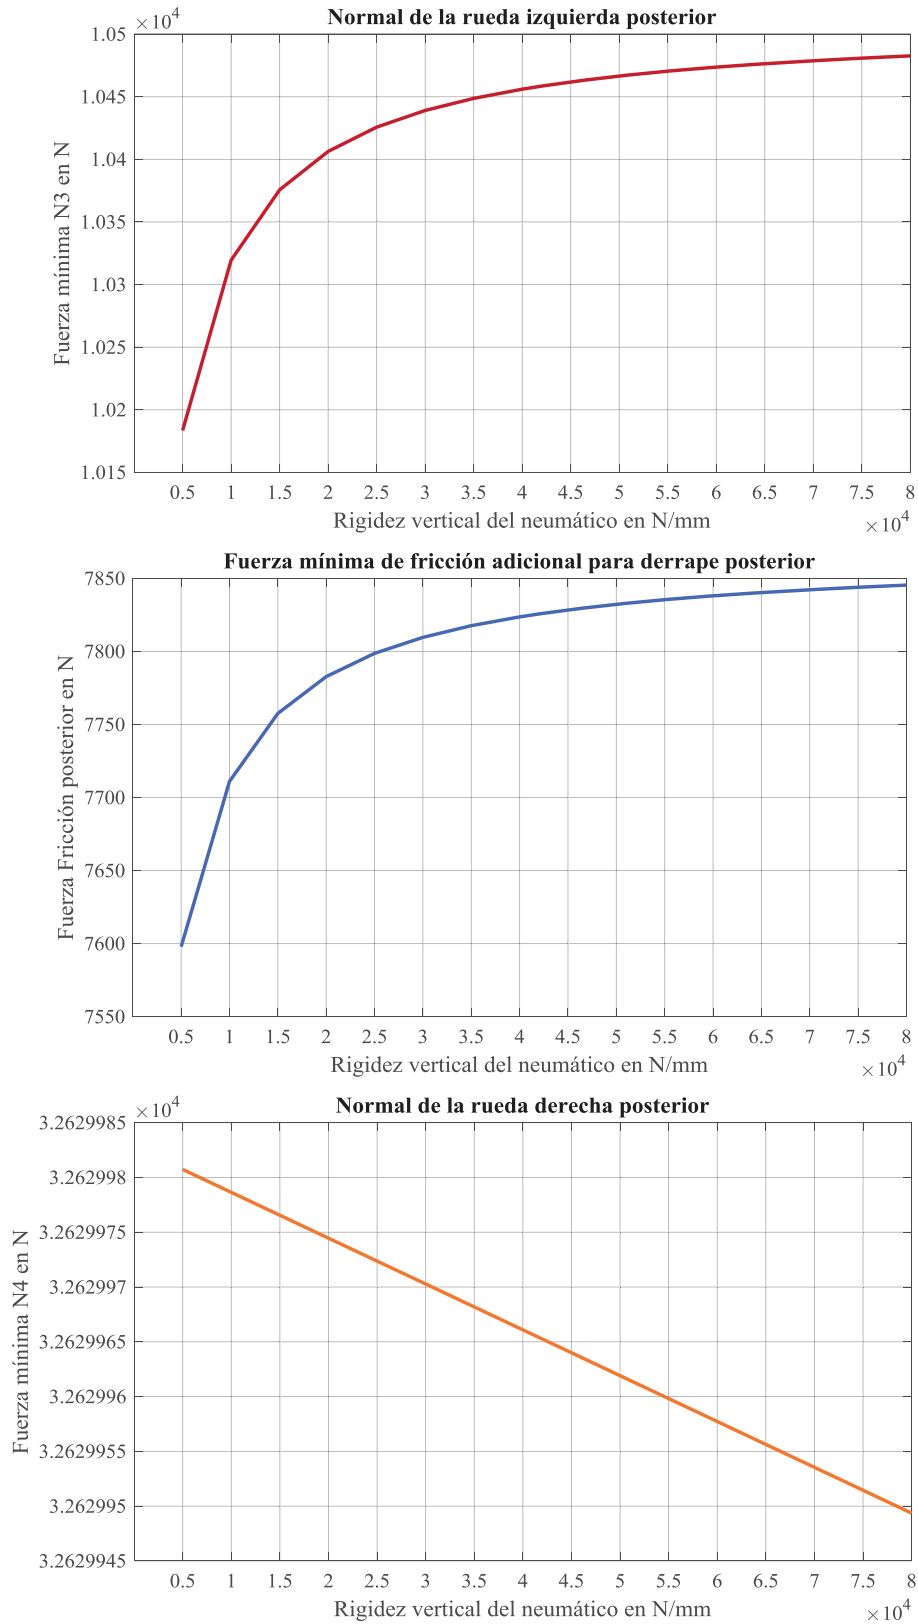 Normal de la rueda izquierda posterior
×10⁴
1.05
1.045
1.04
1.035
1.03
1.025
1.02
1.015
Fuerza mínima N3 en N
0.5 1 1.5 2 2.5 3 3.5 4 4.5 5 5.5 6 6.5 7 7.5 8
Rigidez vertical del neumático en N/mm
×10⁴
Fuerza mínima de fricción adicional para derrape posterior
7850
7800
7750
7700
7650
7600
7550
Fuerza Fricción posterior en N
0.5 1 1.5 2 2.5 3 3.5 4 4.5 5 5.5 6 6.5 7 7.5 8
Rigidez vertical del neumático en N/mm
×10⁴
Normal de la rueda derecha posterior
×10⁴
3.2629985
3.262998
3.2629975
3.262997
3.2629965
3.262996
3.2629955
3.262995
3.2629945
Fuerza mínima N4 en N
0.5 1 1.5 2 2.5 3 3.5 4 4.5 5 5.5 6 6.5 7 7.5 8
Rigidez vertical del neumático en N/mm
×10⁴